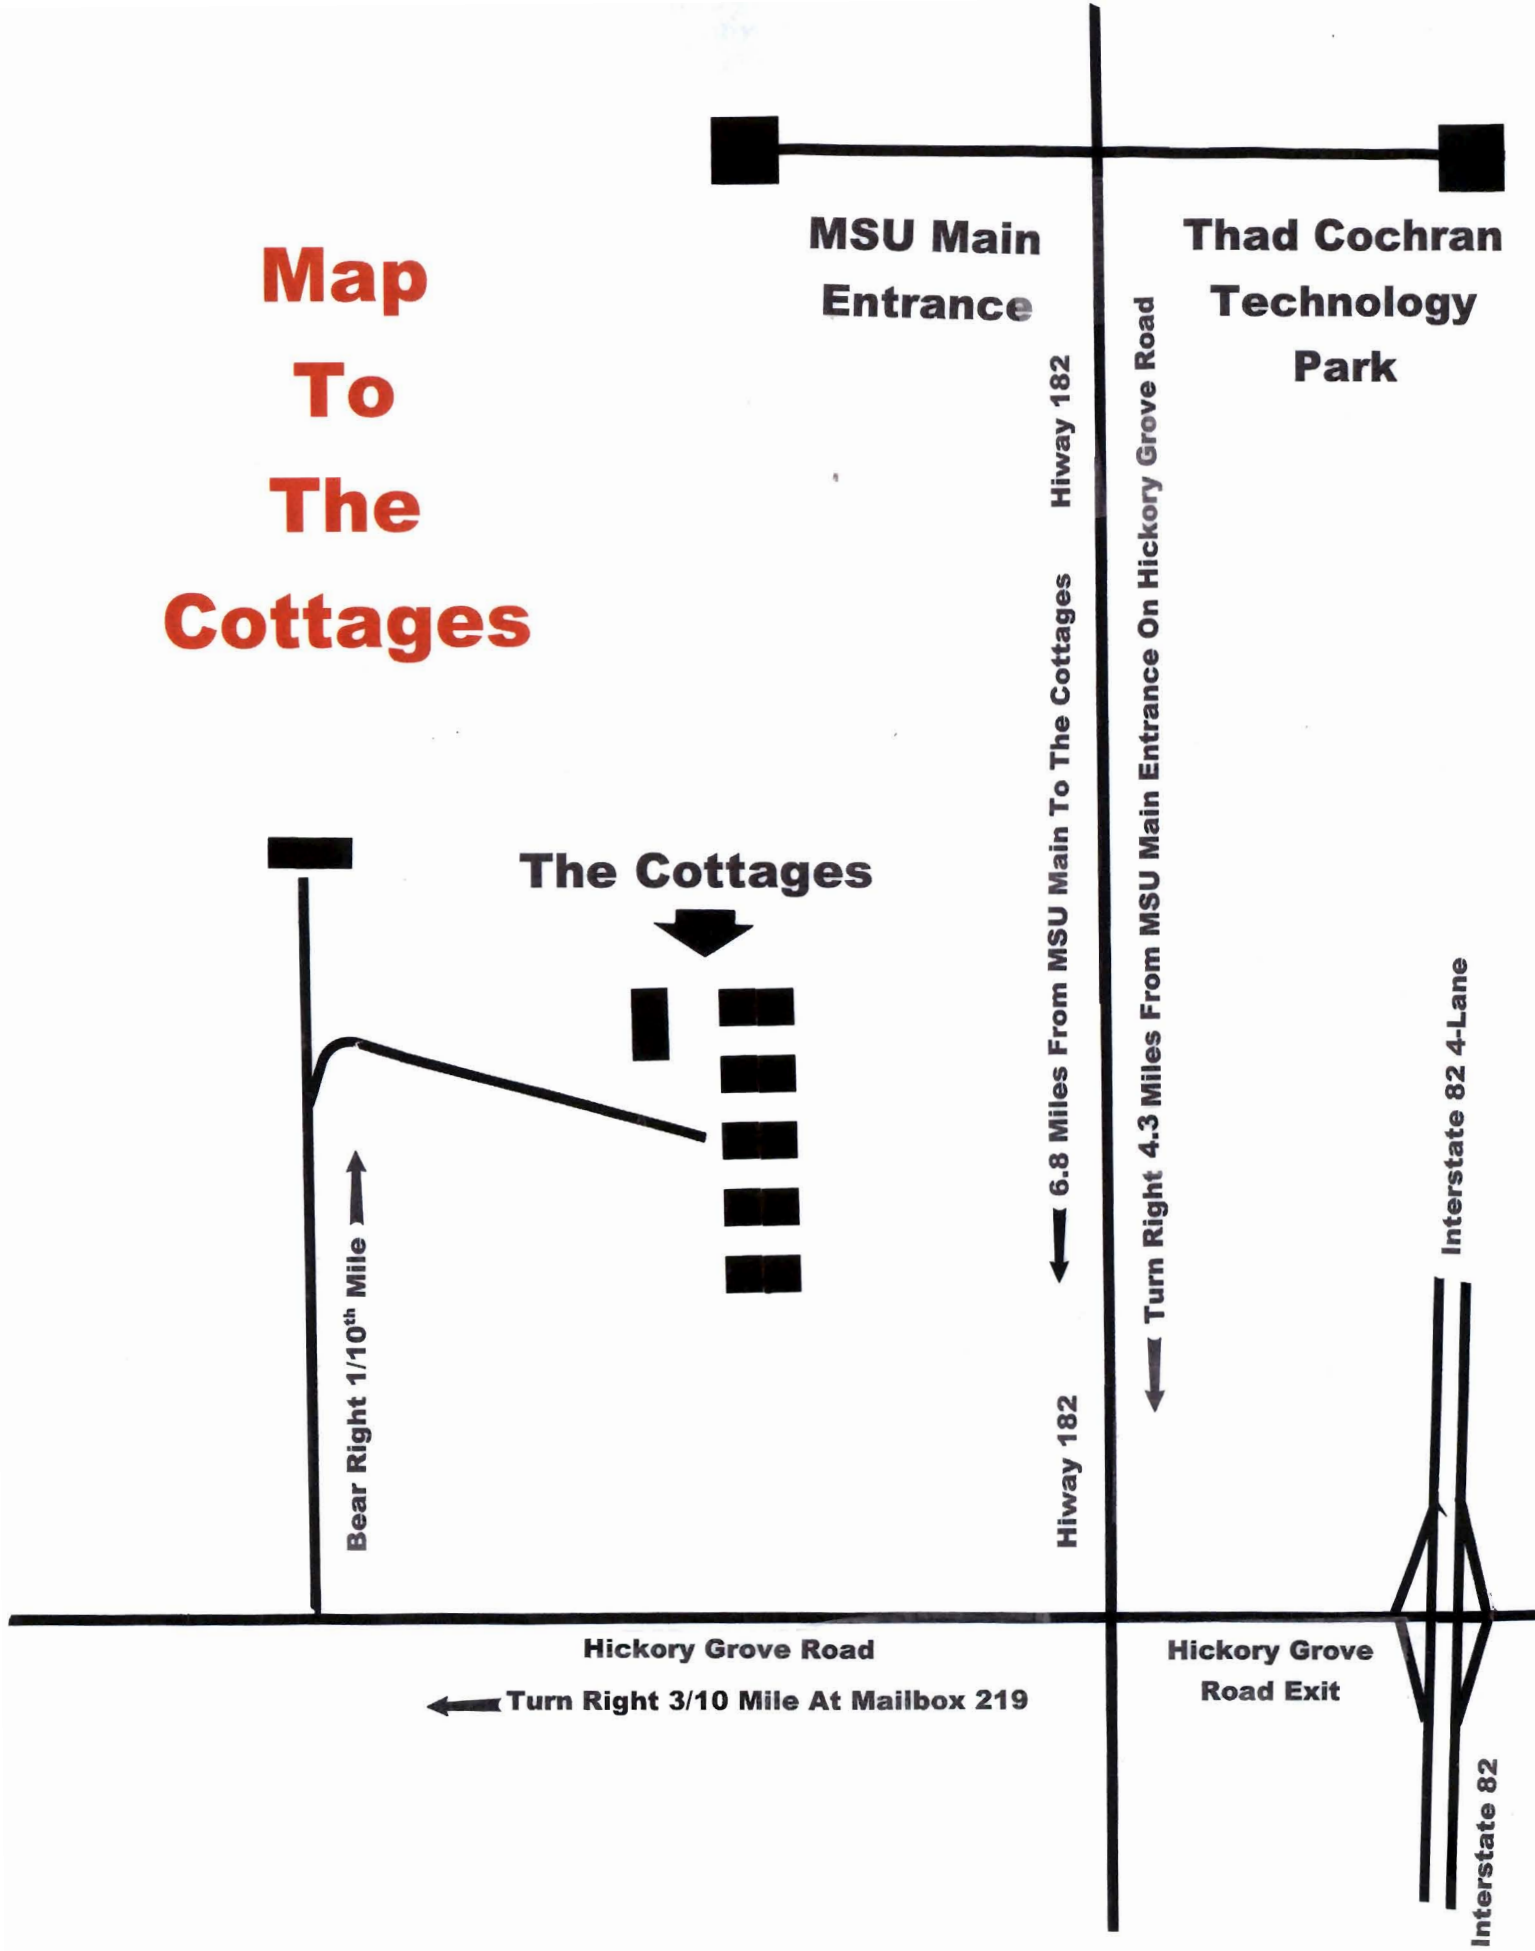 Map
To
The
Cottages
MSU Main
Entrance
Thad Cochran
Technology
Park
Hiway 182
6.8 Miles From MSU Main To The Cottages
Hiway 182
Turn Right 4.3 Miles From MSU Main Entrance On Hickory Grove Road
The Cottages
Bear Right 1/10th Mile
Interstate 82 4-Lane
Hickory Grove Road
Turn Right 3/10 Mile At Mailbox 219
Hickory Grove
Road Exit
Interstate 82